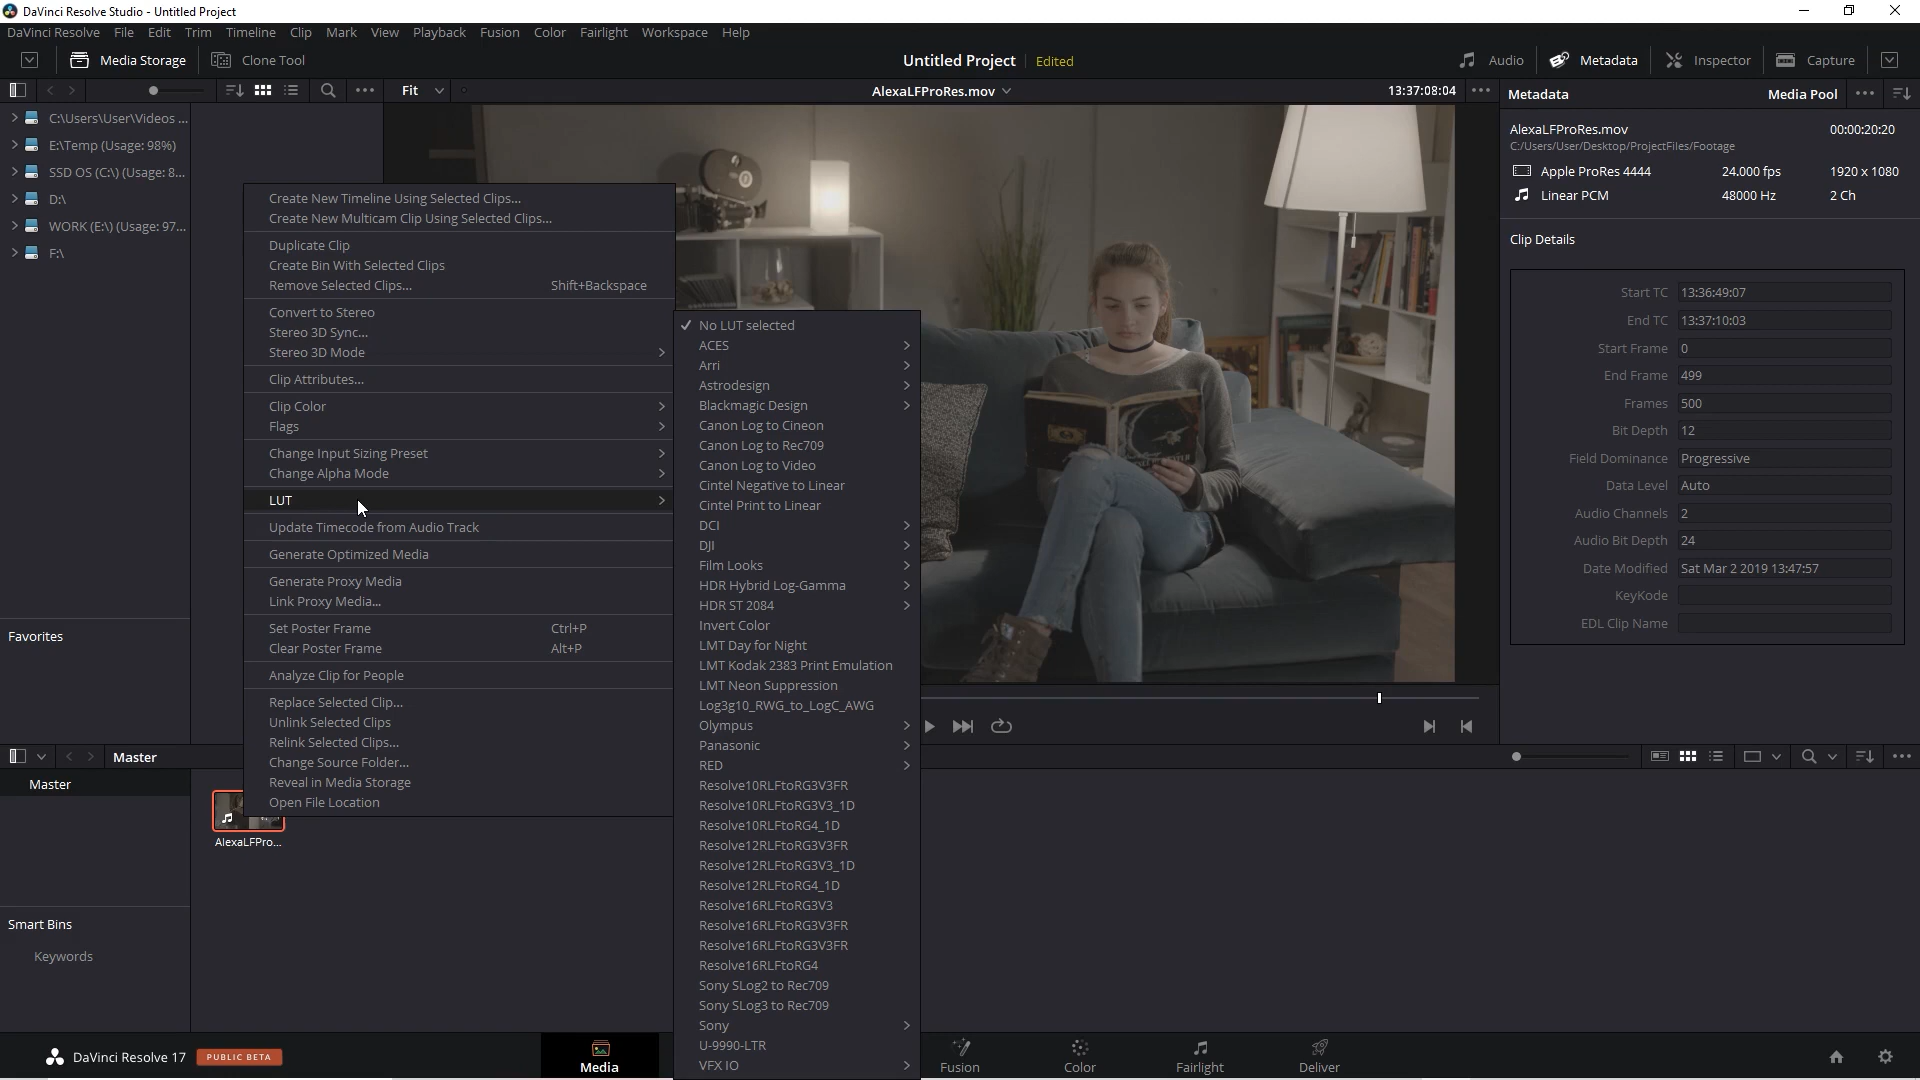 DaVinci Resolve Studio - Untitled Project
DaVinci Resolve File Edit Trim Timeline Clip Mark View Playback Fusion Color Fairlight Workspace Help
Media Storage Clone Tool Untitled Project Edited Audio Metadata Inspector Capture
Fit AlexaLFProRes.mov 13:37:08:04 Metadata Media Pool
C:\Users\User\Videos ...
E:\Temp (Usage: 98%)
SSD OS (C:\) (Usage: 8...
D:\
WORK (E:\) (Usage: 97...
F:\
Favorites
Create New Timeline Using Selected Clips...
Create New Multicam Clip Using Selected Clips...
Duplicate Clip
Create Bin With Selected Clips
Remove Selected Clips... Shift+Backspace
Convert to Stereo
Stereo 3D Sync...
Stereo 3D Mode
Clip Attributes...
Clip Color
Flags
Change Input Sizing Preset
Change Alpha Mode
LUT
Update Timecode from Audio Track
Generate Optimized Media
Generate Proxy Media
Link Proxy Media...
Set Poster Frame Ctrl+P
Clear Poster Frame Alt+P
Analyze Clip for People
Replace Selected Clip...
Unlink Selected Clips
Relink Selected Clips...
Change Source Folder...
Reveal in Media Storage
Open File Location
No LUT selected
ACES
Arri
Astrodesign
Blackmagic Design
Canon Log to Cineon
Canon Log to Rec709
Canon Log to Video
Cintel Negative to Linear
Cintel Print to Linear
DCI
DJI
Film Looks
HDR Hybrid Log-Gamma
HDR ST 2084
Invert Color
LMT Day for Night
LMT Kodak 2383 Print Emulation
LMT Neon Suppression
Log3g10_RWG_to_LogC_AWG
Olympus
Panasonic
RED
Resolve10RLFtoRG3V3FR
Resolve10RLFtoRG3V3_1D
Resolve10RLFtoRG4_1D
Resolve12RLFtoRG3V3FR
Resolve12RLFtoRG3V3_1D
Resolve12RLFtoRG4_1D
Resolve16RLFtoRG3V3
Resolve16RLFtoRG3V3FR
Resolve16RLFtoRG3V3FR
Resolve16RLFtoRG4
Sony SLog2 to Rec709
Sony SLog3 to Rec709
Sony
U-9990-LTR
VFX IO
AlexaLFProRes.mov 00:00:20:20
C:/Users/User/Desktop/ProjectFiles/Footage
Apple ProRes 4444 24.000 fps 1920 x 1080
Linear PCM 48000 Hz 2 Ch
Clip Details
Start TC 13:36:49:07
End TC 13:37:10:03
Start Frame 0
End Frame 499
Frames 500
Bit Depth 12
Field Dominance Progressive
Data Level Auto
Audio Channels 2
Audio Bit Depth 24
Date Modified Sat Mar 2 2019 13:47:57
KeyKode
EDL Clip Name
Master
Master
AlexaLFPro...
Smart Bins
Keywords
DaVinci Resolve 17 PUBLIC BETA
Media Fusion Color Fairlight Deliver